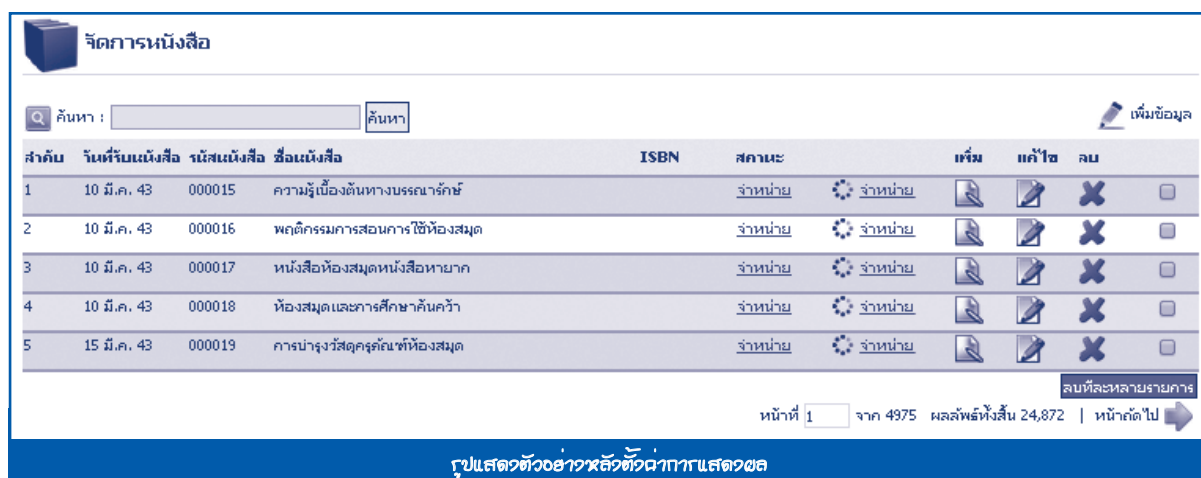 จัดการหนังสือ
ค้นหา : ค้นหา เพิ่มข้อมูล
ลำดับ วันที่รับหนังสือ รหัสหนังสือ ชื่อหนังสือ ISBN สถานะ เพิ่ม แก้ไข ลบ
1 10 มี.ค. 43 000015 ความรู้เบื้องต้นทางบรรณารักษ์ จำหน่าย จำหน่าย
2 10 มี.ค. 43 000016 พฤติกรรมการสอนการใช้ห้องสมุด จำหน่าย จำหน่าย
3 10 มี.ค. 43 000017 หนังสือห้องสมุดหนังสือหายาก จำหน่าย จำหน่าย
4 10 มี.ค. 43 000018 ห้องสมุดและการศึกษาค้นคว้า จำหน่าย จำหน่าย
5 15 มี.ค. 43 000019 การบำรุงวัสดุครุภัณฑ์ห้องสมุด จำหน่าย จำหน่าย
ลบทีละหลายรายการ
หน้าที่ 1 จาก 4975 ผลลัพธ์ทั้งสิ้น 24,872 | หน้าถัดไป
รูปแสดงตัวอย่างหลังตั้งค่าการแสดงผล